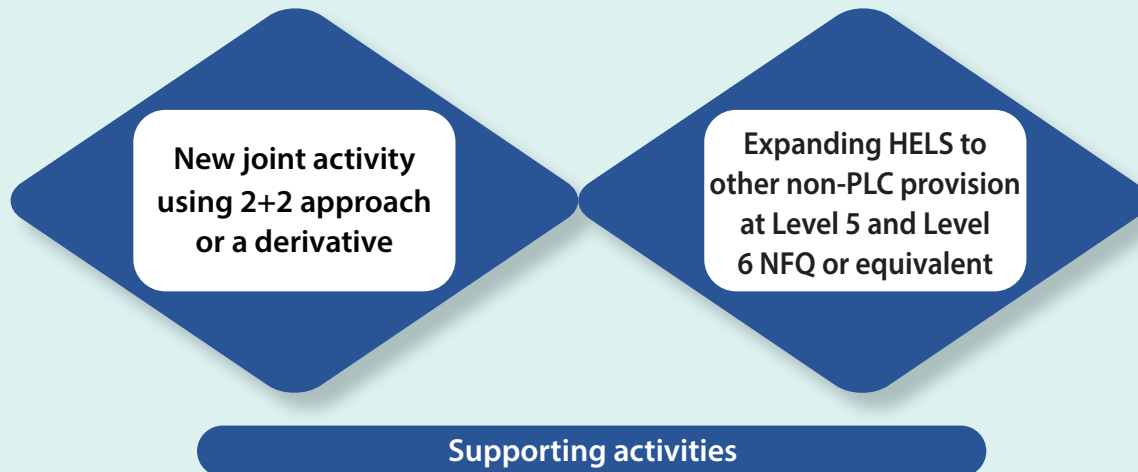 New joint activity
using 2+2 approach
or a derivative
Expanding HELS to
other non-PLC provision
at Level 5 and Level
6 NFQ or equivalent
Supporting activities